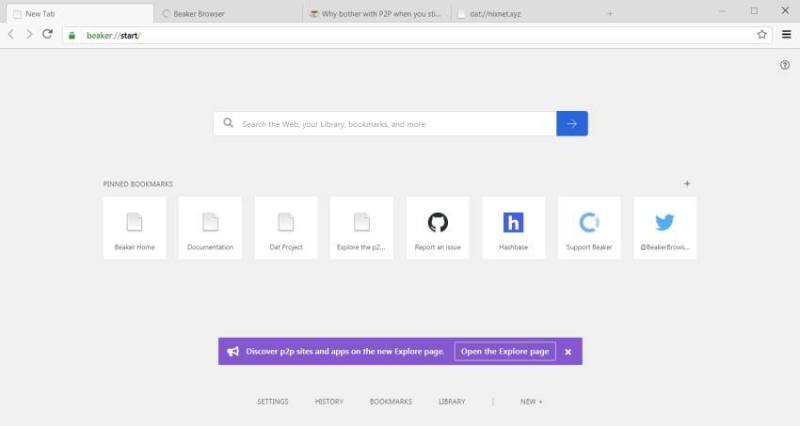 New Tab
Beaker Browser
Why bother with P2P when you sti...
dat://nixnet.xyz
beaker://start/
Search the Web, your Library, bookmarks, and more
PINNED BOOKMARKS
Beaker Home
Documentation
Dat Project
Explore the p2...
Report an issue
Hashbase
Support Beaker
@BeakerBrows...
Discover p2p sites and apps on the new Explore page.
Open the Explore page
SETTINGS
HISTORY
BOOKMARKS
LIBRARY
NEW +